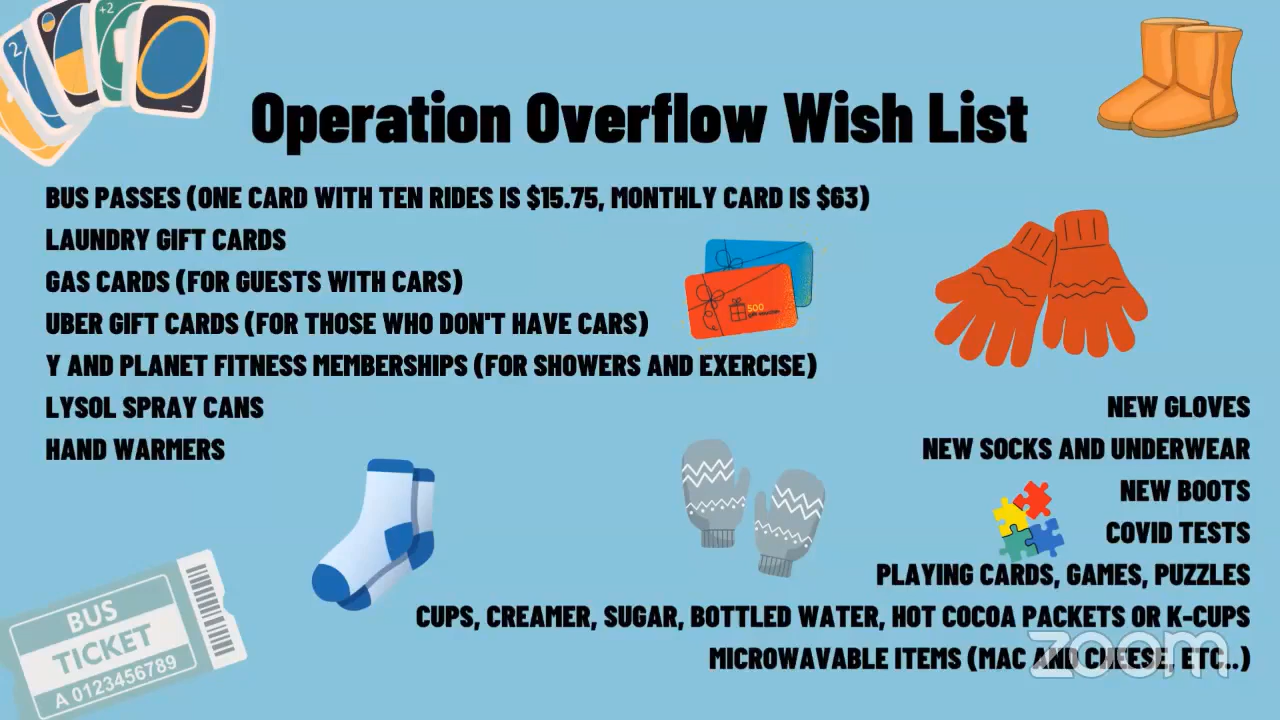 Operation Overflow Wish List
BUS PASSES (ONE CARD WITH TEN RIDES IS $15.75, MONTHLY CARD IS $63)
LAUNDRY GIFT CARDS
GAS CARDS (FOR GUESTS WITH CARS)
UBER GIFT CARDS (FOR THOSE WHO DON'T HAVE CARS)
Y AND PLANET FITNESS MEMBERSHIPS (FOR SHOWERS AND EXERCISE)
LYSOL SPRAY CANS
HAND WARMERS
NEW GLOVES
NEW SOCKS AND UNDERWEAR
NEW BOOTS
COVID TESTS
PLAYING CARDS, GAMES, PUZZLES
CUPS, CREAMER, SUGAR, BOTTLED WATER, HOT COCOA PACKETS OR K-CUPS
MICROWAVABLE ITEMS (MAC AND CHEESE, ETC..)
zoom
2
+2
500
BUS
TICKET
A 0123456789